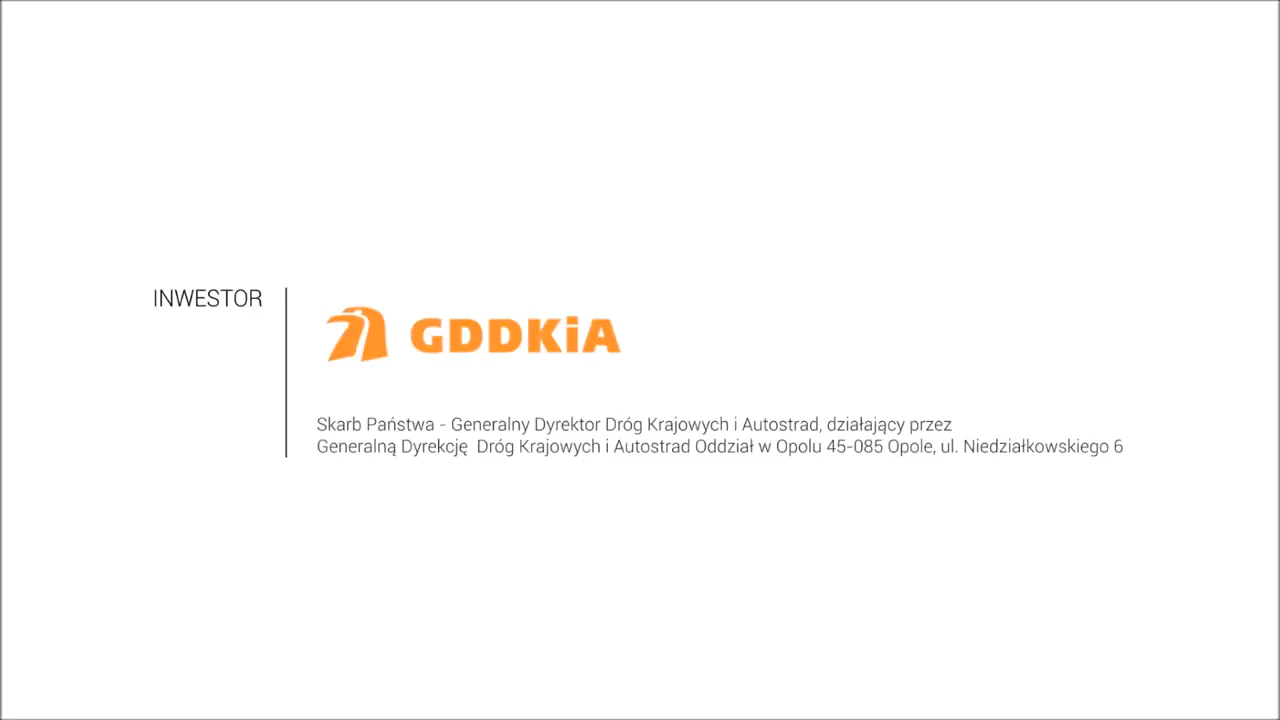 INWESTOR
GDDKiA
Skarb Państwa - Generalny Dyrektor Dróg Krajowych i Autostrad, działający przez
Generalną Dyrekcję Dróg Krajowych i Autostrad Oddział w Opolu 45-085 Opole, ul. Niedziałkowskiego 6